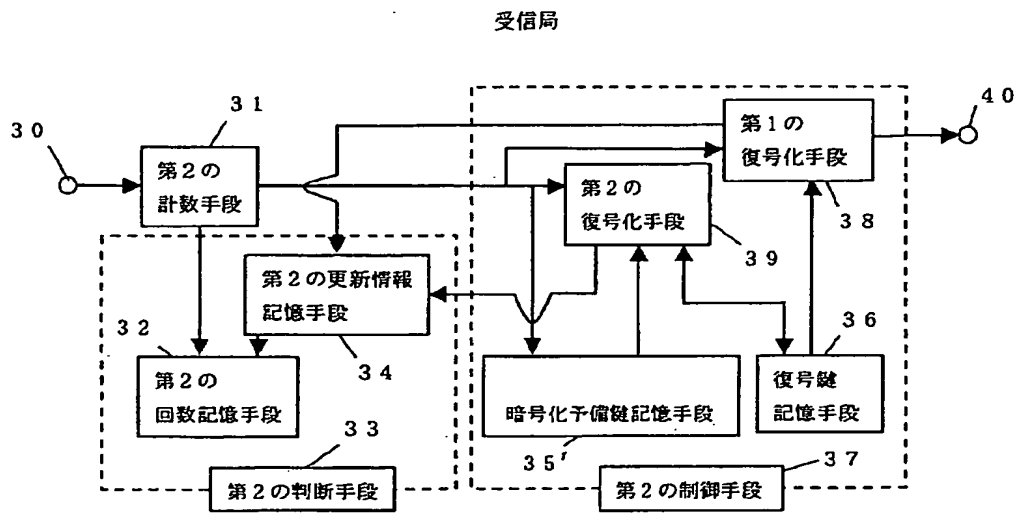 受信局
３０
３１
第２の
計数手段
第１の
復号化手段
４０
第２の
復号化手段
３８
３９
第２の更新情報
記憶手段
３２
３４
３６
第２の
回数記憶手段
暗号化予備鍵記憶手段
復号鍵
記憶手段
３３
３５’
３７
第２の判断手段
第２の制御手段